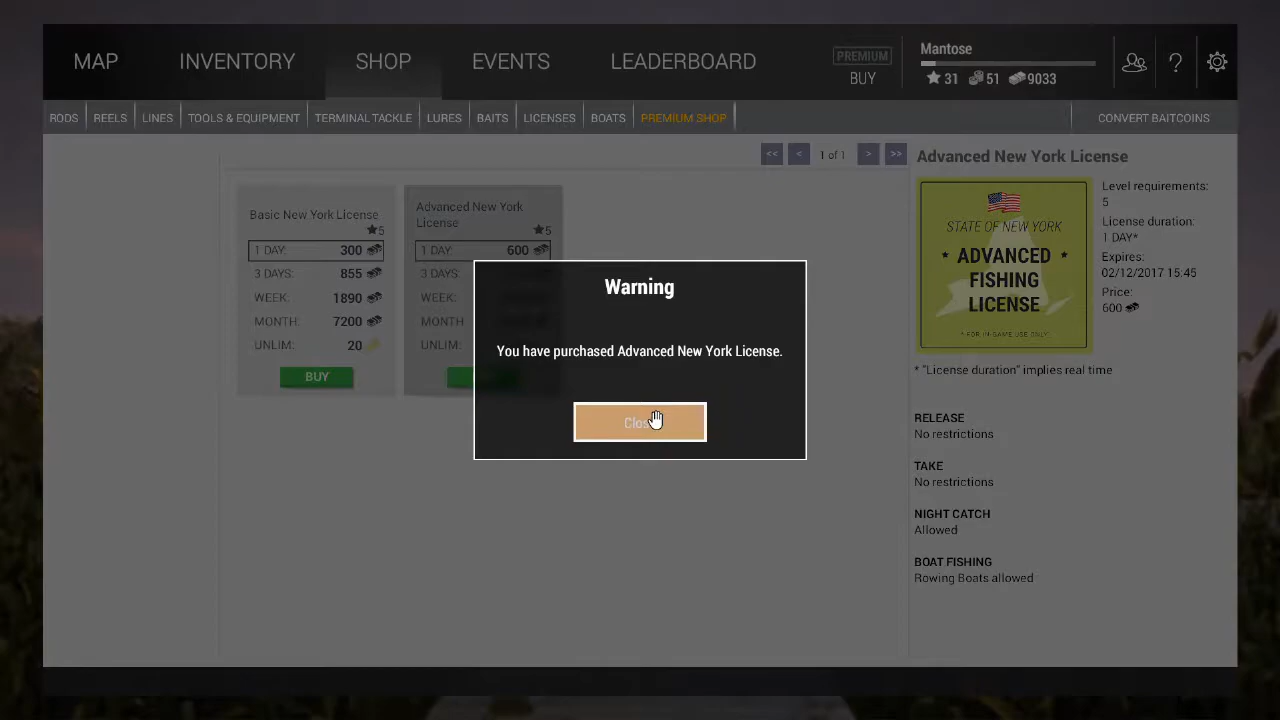 MAP INVENTORY SHOP EVENTS LEADERBOARD
PREMIUM
BUY
Mantose
31 51 9033
RODS REELS LINES TOOLS & EQUIPMENT TERMINAL TACKLE LURES BAITS LICENSES BOATS PREMIUM SHOP CONVERT BAITCOINS
<< < 1 of 1 > >>
Basic New York License
5
1 DAY: 300
3 DAYS: 855
WEEK: 1890
MONTH: 7200
UNLIM: 20
BUY
Advanced New York
License
5
1 DAY: 600
3 DAYS:
WEEK:
MONTH
UNLIM:
Warning
You have purchased Advanced New York License.
Advanced New York License
STATE OF NEW YORK
ADVANCED
FISHING
LICENSE
* FOR IN-GAME USE ONLY
Level requirements:
5
License duration:
1 DAY*
Expires:
02/12/2017 15:45
Price:
600
* "License duration" implies real time
RELEASE
No restrictions
TAKE
No restrictions
NIGHT CATCH
Allowed
BOAT FISHING
Rowing Boats allowed